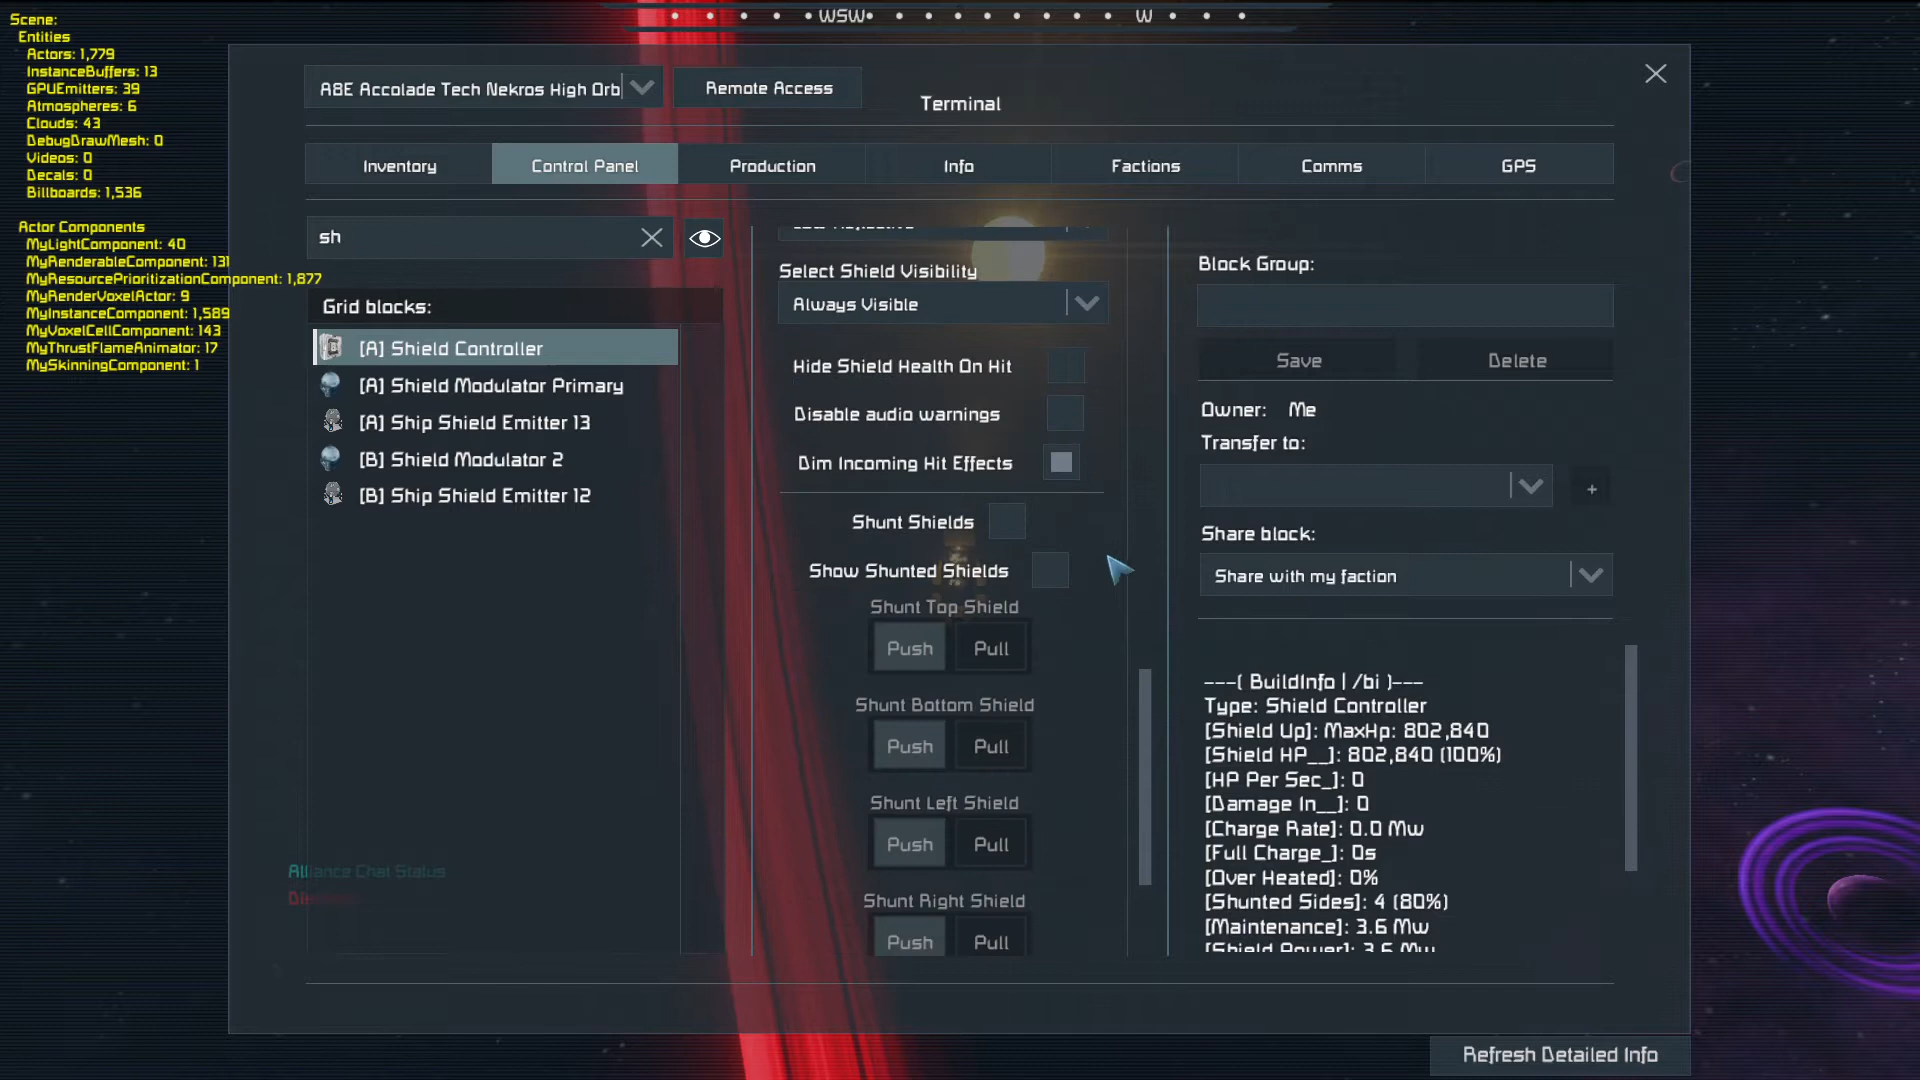 WSW
W
Scene:
Entities
Actors: 1,779
InstanceBuffers: 13
GPUEmitters: 39
Atmospheres: 6
Clouds: 43
DebugDrawMesh: 0
Videos: 0
Decals: 0
Billboards: 1,536
Actor Components
MyLightComponent: 40
MyRenderableComponent: 131
MyResourcePrioritizationComponent: 1,877
MyRenderVoxelActor: 9
MyInstanceComponent: 1,589
MyVoxelCellComponent: 143
MyThrustFlameAnimator: 17
MySkinningComponent: 1
A8E Accolade Tech Nekros High Orb
Remote Access
Terminal
Inventory
Control Panel
Production
Info
Factions
Comms
GPS
sh
Grid blocks:
[A] Shield Controller
[A] Shield Modulator Primary
[A] Ship Shield Emitter 13
[B] Shield Modulator 2
[B] Ship Shield Emitter 12
Alliance Chat Status
Select Shield Visibility
Always Visible
Hide Shield Health On Hit
Disable audio warnings
Dim Incoming Hit Effects
Shunt Shields
Show Shunted Shields
Shunt Top Shield
Push Pull
Shunt Bottom Shield
Push Pull
Shunt Left Shield
Push Pull
Shunt Right Shield
Push Pull
Block Group:
Save
Delete
Owner: Me
Transfer to:
+
Share block:
Share with my faction
---( BuildInfo | /bi )---
Type: Shield Controller
[Shield Up]: MaxHp: 802,840
[Shield HP__]: 802,840 (100%)
[HP Per Sec_]: 0
[Damage In__]: 0
[Charge Rate]: 0.0 Mw
[Full Charge_]: 0s
[Over Heated]: 0%
[Shunted Sides]: 4 (80%)
[Maintenance]: 3.6 Mw
[Shield Power]: 3.6 Mw
Refresh Detailed Info